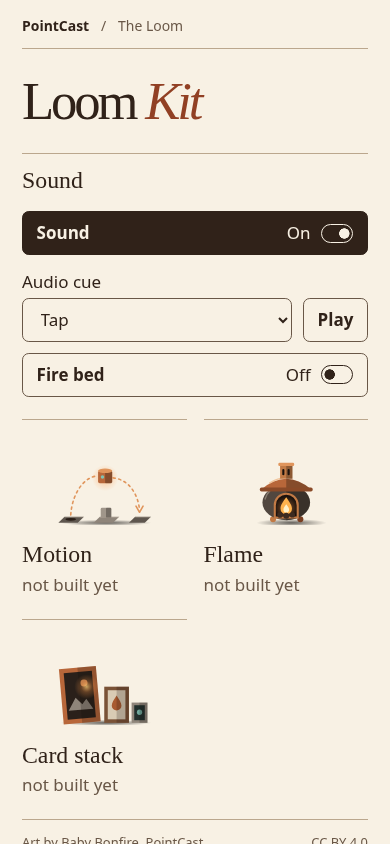 PointCast / The Loom
Loom Kit
Sound
Sound On
Audio cue
Tap Play
Fire bed Off
Motion
not built yet
Flame
not built yet
Card stack
not built yet
Art by Baby Bonfire, PointCast CC BY 4.0